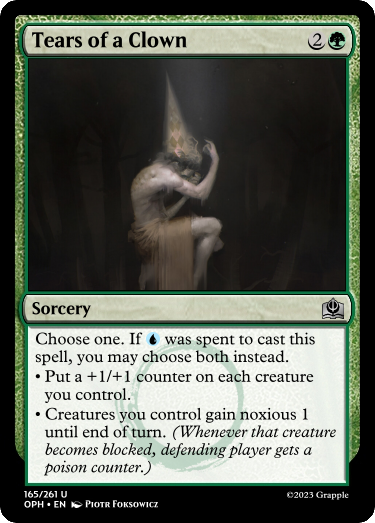 Tears of a Clown
2
Sorcery
Choose one. If was spent to cast this
spell, you may choose both instead.
• Put a +1/+1 counter on each creature
you control.
• Creatures you control gain noxious 1
until end of turn. (Whenever that creature
becomes blocked, defending player gets a
poison counter.)
165/261 U
OPH • EN Piotr Foksowicz
©2023 Grapple